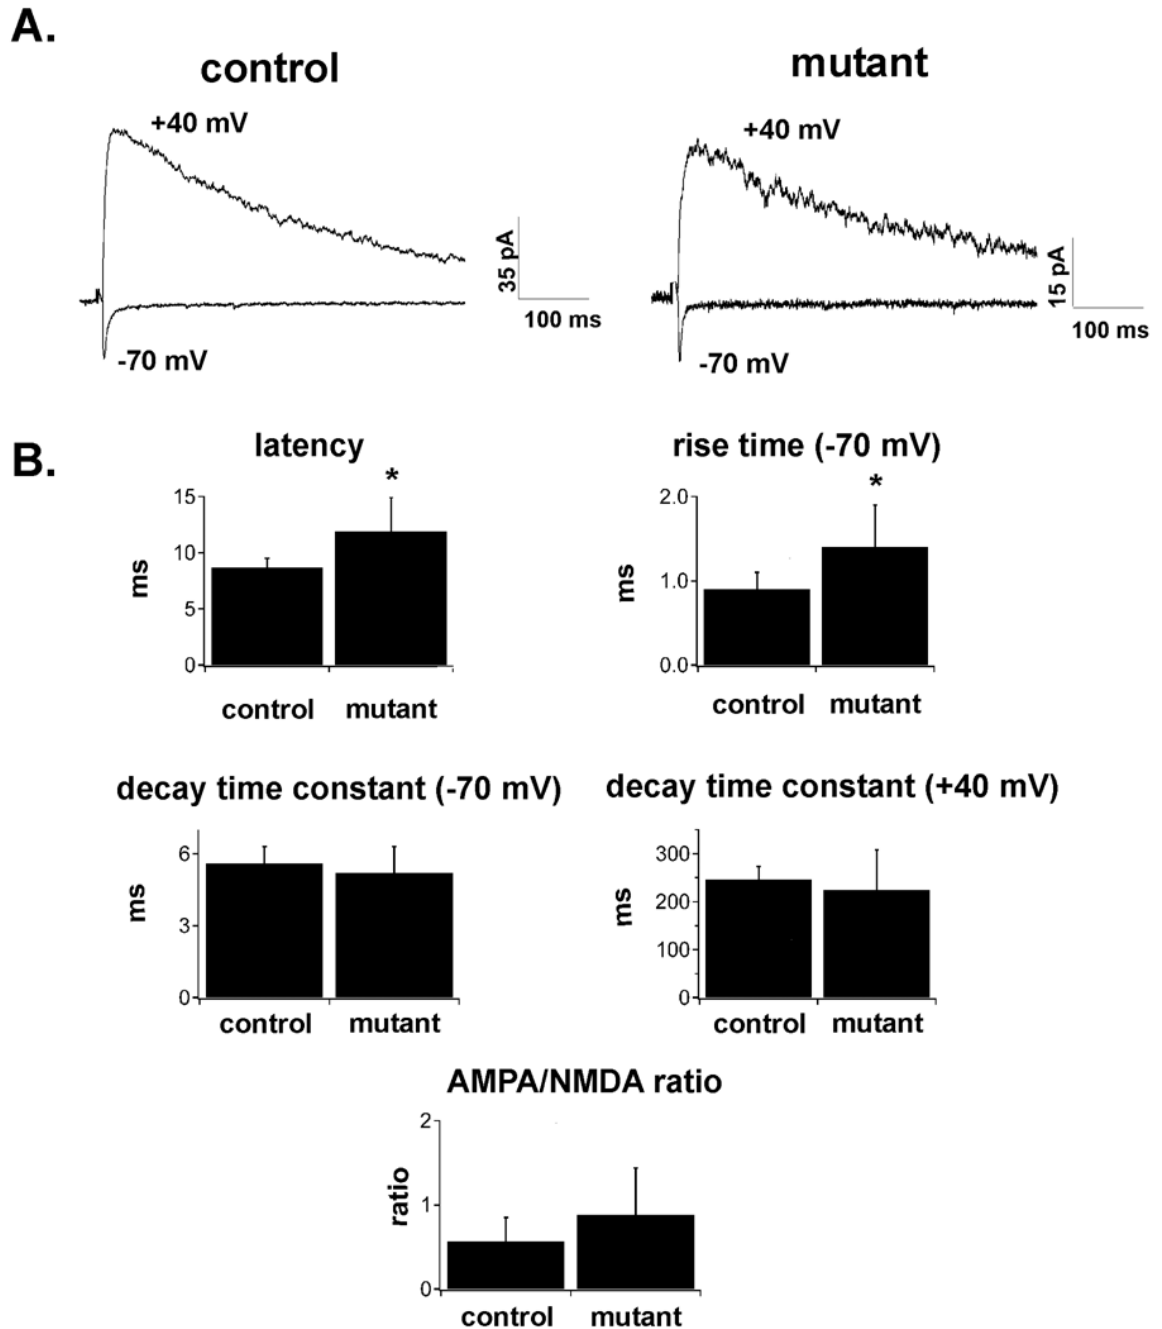 A.
control
mutant
+40 mV
+40 mV
35 pA
100 ms
15 pA
100 ms
-70 mV
-70 mV
B.
latency
rise time (-70 mV)
*
*
15
10
5
0
ms
2.0
1.0
0.0
ms
control
mutant
control
mutant
decay time constant (-70 mV)
decay time constant (+40 mV)
6
3
0
ms
300
200
100
0
ms
control
mutant
control
mutant
AMPA/NMDA ratio
2
1
0
ratio
control
mutant